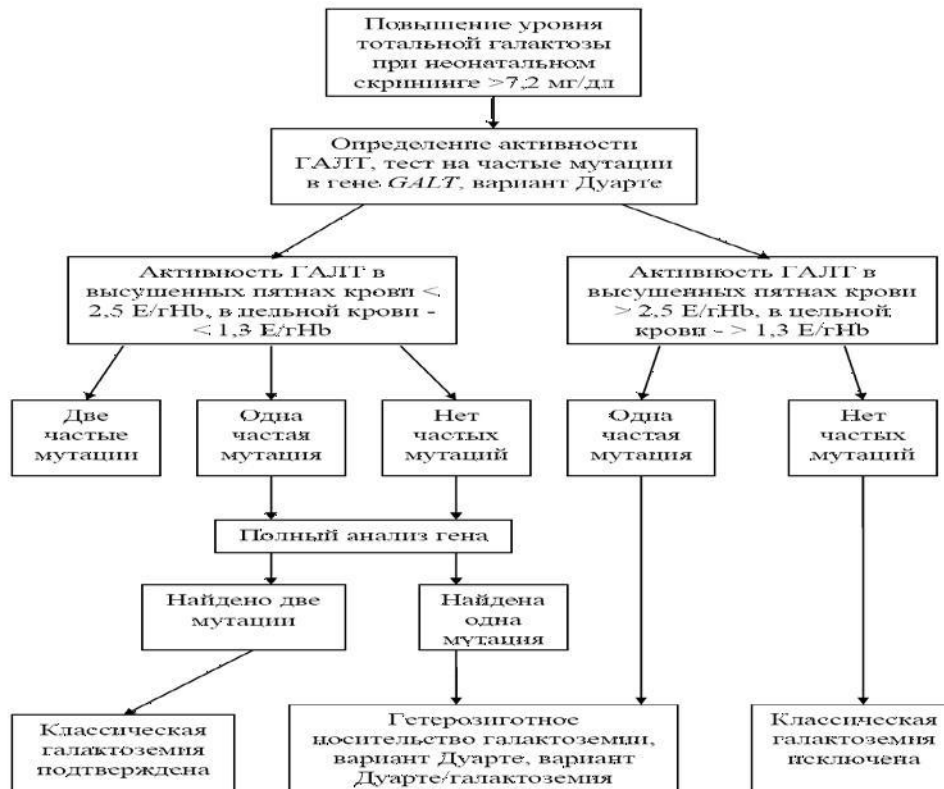 Повышение уровня
тотальной галактозы
при неонатальном
скрининге >7,2 мг/дл
Определение активности
ГАЛТ, тест на частые мутации
в гене GALT, вариант Дуарте
Активность ГАЛТ в
высушенных пятнах крови <
2,5 Е/гHb, в цельной крови -
< 1,3 Е/гHb
Активность ГАЛТ в
высушенных пятнах крови
> 2,5 Е/гHb, в цельной
крови - > 1,3 Е/гHb
Две
частые
мутации
Одна
частая
мутация
Нет
частых
мутаций
Одна
частая
мутация
Нет
частых
мутаций
Полный анализ гена
Найдено две
мутации
Найдена
одна
мутация
Классическая
галактоземия
подтверждена
Гетерозиготное
носительство галактоземии,
вариант Дуарте, вариант
Дуарте/галактоземия
Классическая
галактоземия
исключена